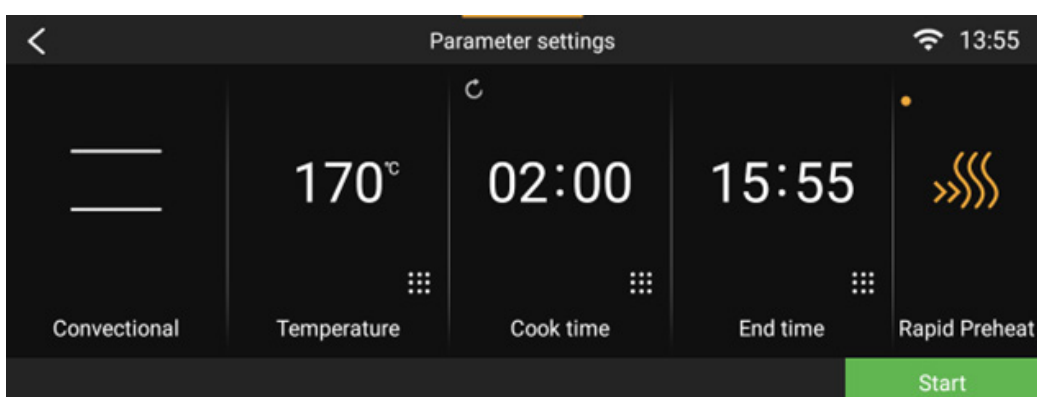 Parameter settings
13:55
170°C
02:00
15:55
Convectional
Temperature
Cook time
End time
Rapid Preheat
Start